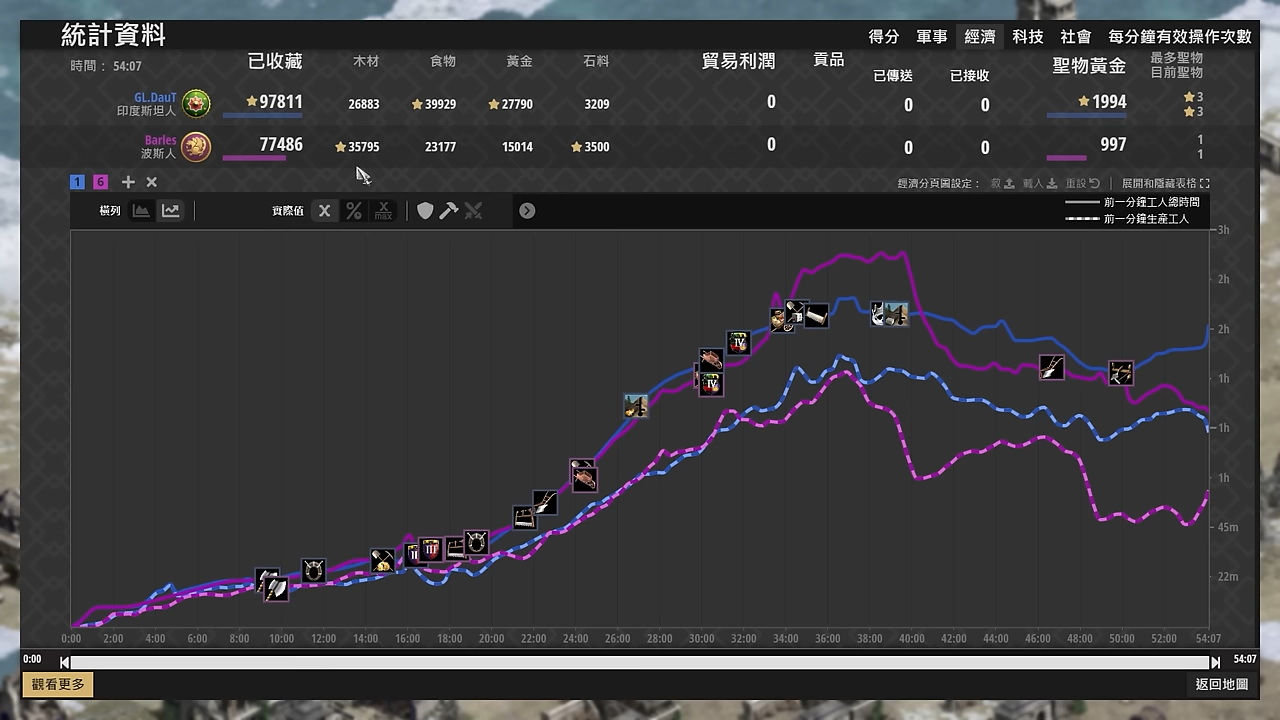 統計資料
得分 軍事 經濟 科技 社會 每分鐘有效操作次數
時間： 54:07 已收藏 木材 食物 黃金 石料 貿易利潤 貢品 已傳送 已接收 聖物黃金 最多聖物
目前聖物
GL.DauT 97811 26883 39929 27790 3209 0 0 0 1994 3
印度斯坦人 3
Barles 77486 35795 23177 15014 3500 0 0 0 997 1
波斯人 1
1 6 經濟分頁圖設定： 載入 重設 展開和隱藏表格
橫列 實際值 X % X max
前一分鐘工人總時間
前一分鐘生產工人
3h
2h
2h
1h
1h
1h
45m
22m
IV
IV
II
III
0:00 2:00 4:00 6:00 8:00 10:00 12:00 14:00 16:00 18:00 20:00 22:00 24:00 26:00 28:00 30:00 32:00 34:00 36:00 38:00 40:00 42:00 44:00 46:00 48:00 50:00 52:00 54:07
0:00 54:07
觀看更多 返回地圖